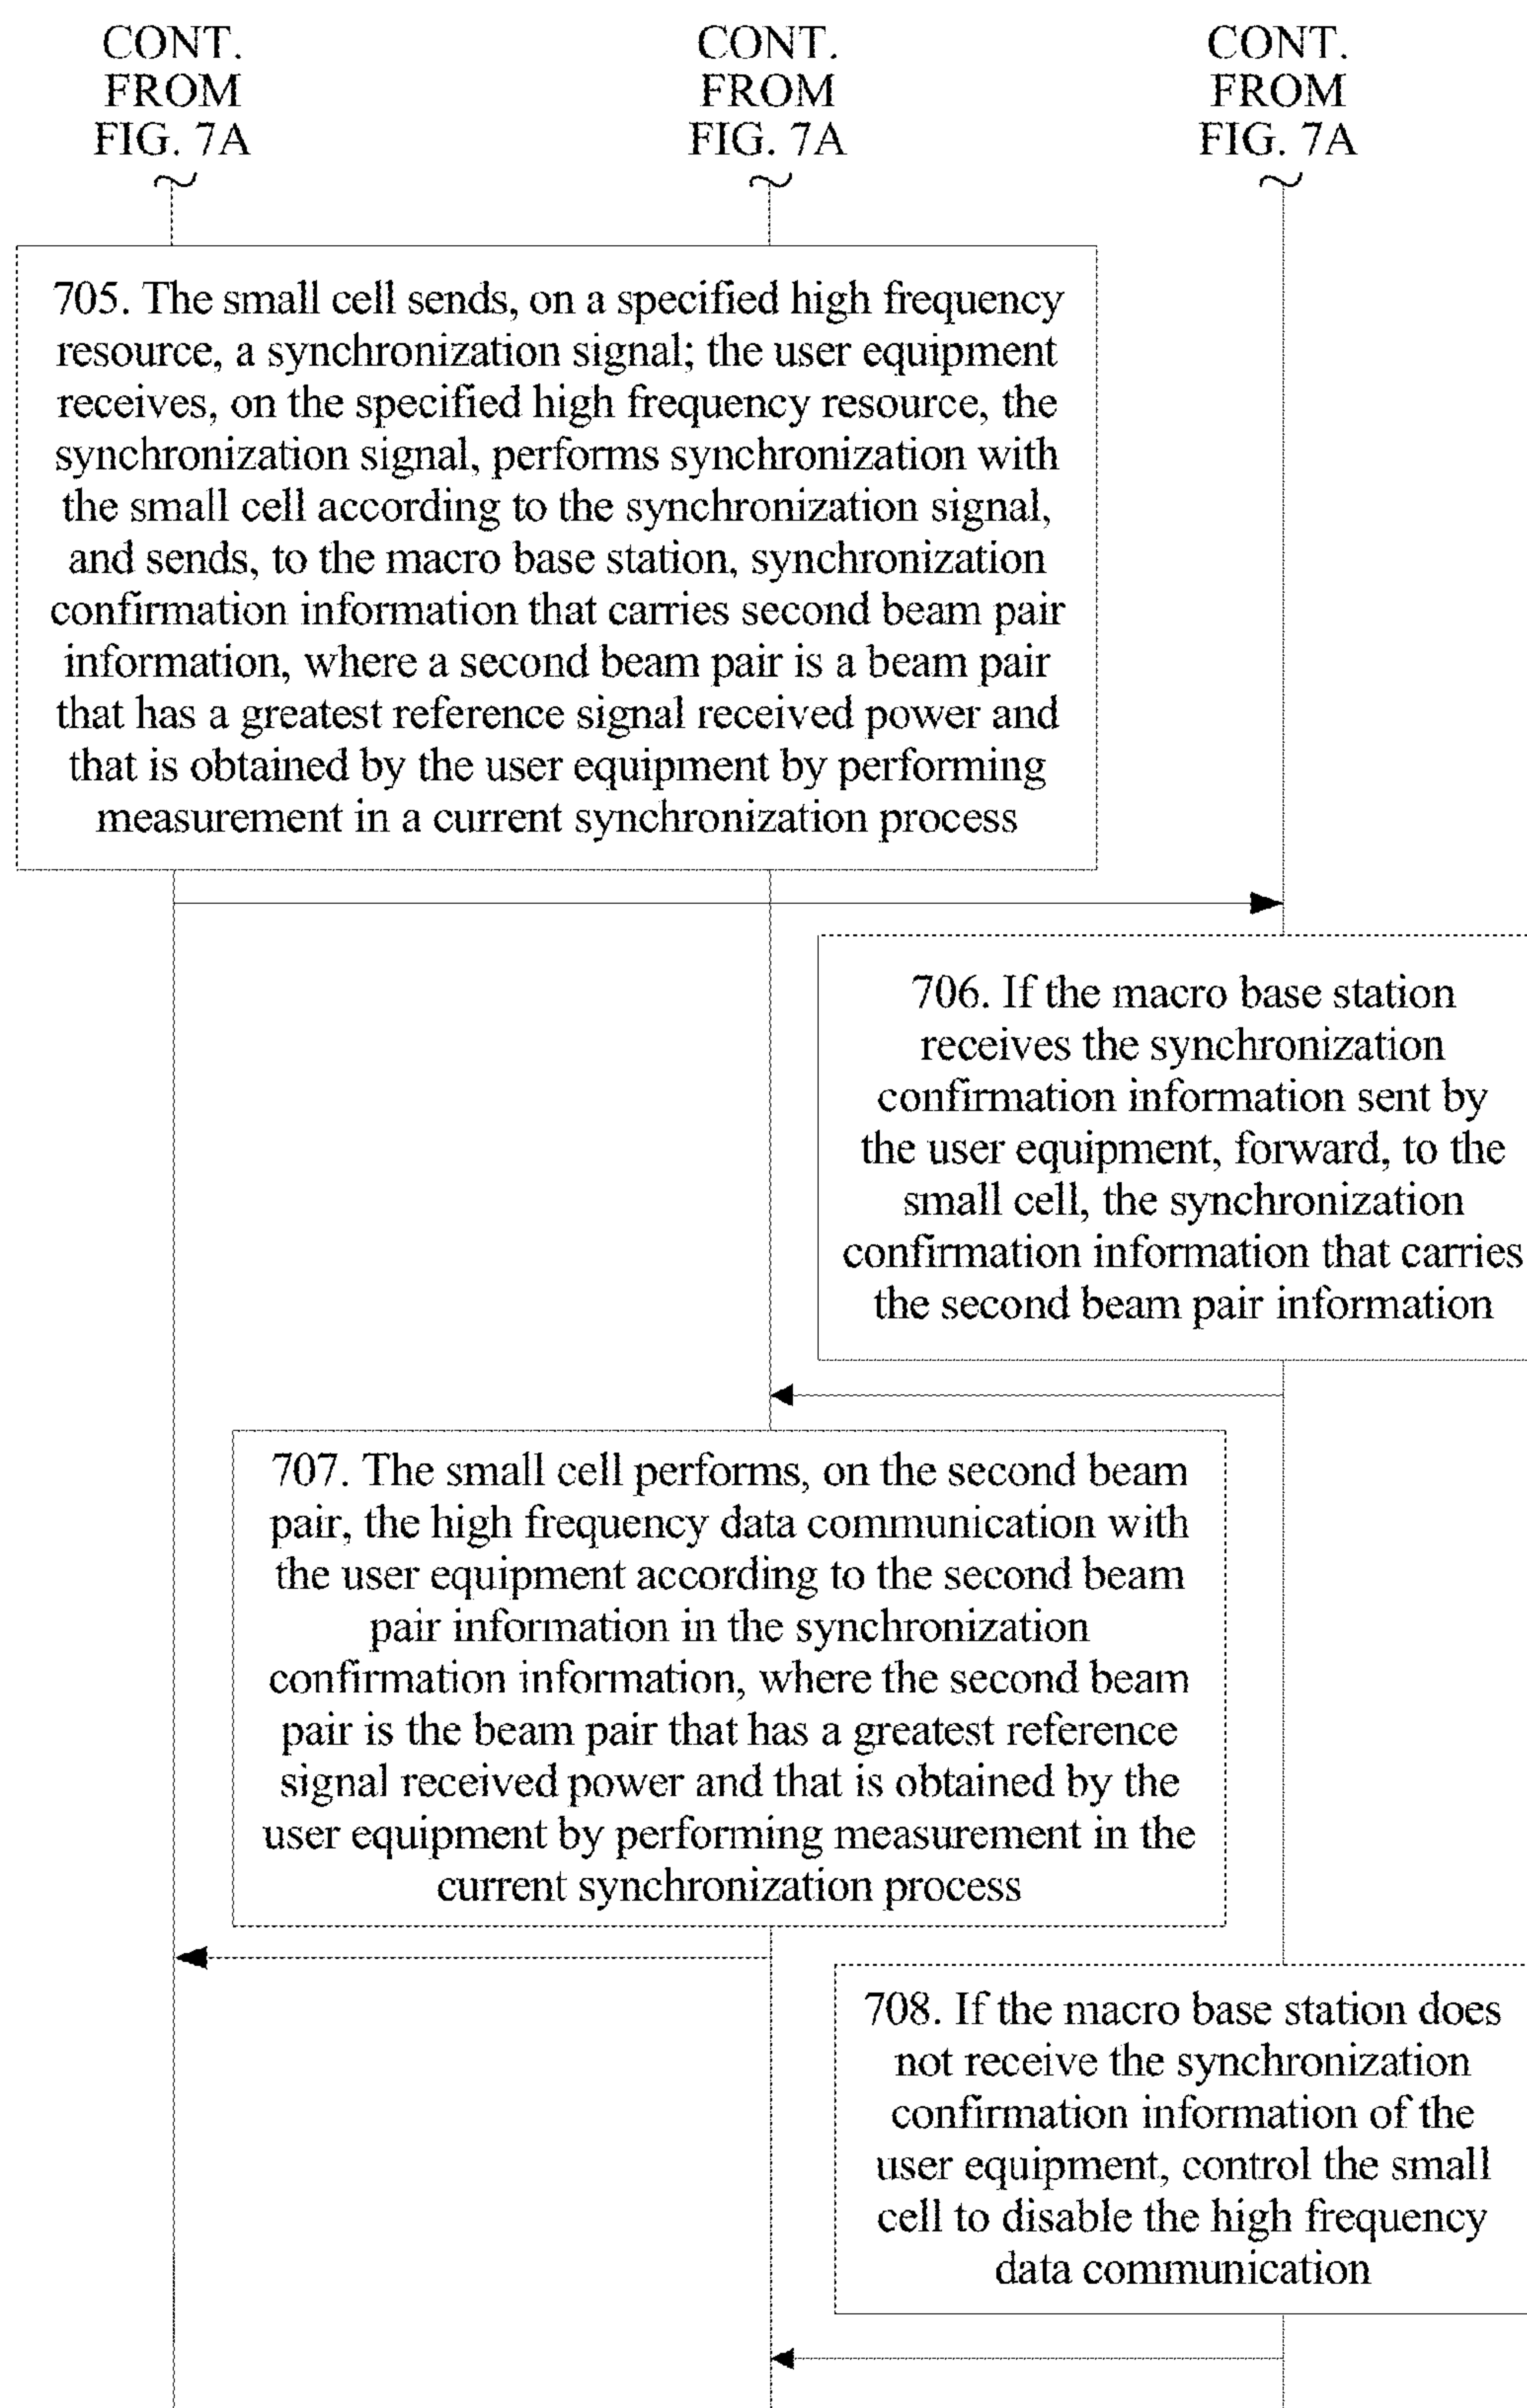 CONT.
FROM
FIG. 7A
CONT.
FROM
FIG. 7A
CONT.
FROM
FIG. 7A
705. The small cell sends, on a specified high frequency
resource, a synchronization signal; the user equipment
receives, on the specified high frequency resource, the
synchronization signal, performs synchronization with
the small cell according to the synchronization signal,
and sends, to the macro base station, synchronization
confirmation information that carries second beam pair
information, where a second beam pair is a beam pair
that has a greatest reference signal received power and
that is obtained by the user equipment by performing
measurement in a current synchronization process
706. If the macro base station
receives the synchronization
confirmation information sent by
the user equipment, forward, to the
small cell, the synchronization
confirmation information that carries
the second beam pair information
707. The small cell performs, on the second beam
pair, the high frequency data communication with
the user equipment according to the second beam
pair information in the synchronization
confirmation information, where the second beam
pair is the beam pair that has a greatest reference
signal received power and that is obtained by the
user equipment by performing measurement in the
current synchronization process
708. If the macro base station does
not receive the synchronization
confirmation information of the
user equipment, control the small
cell to disable the high frequency
data communication